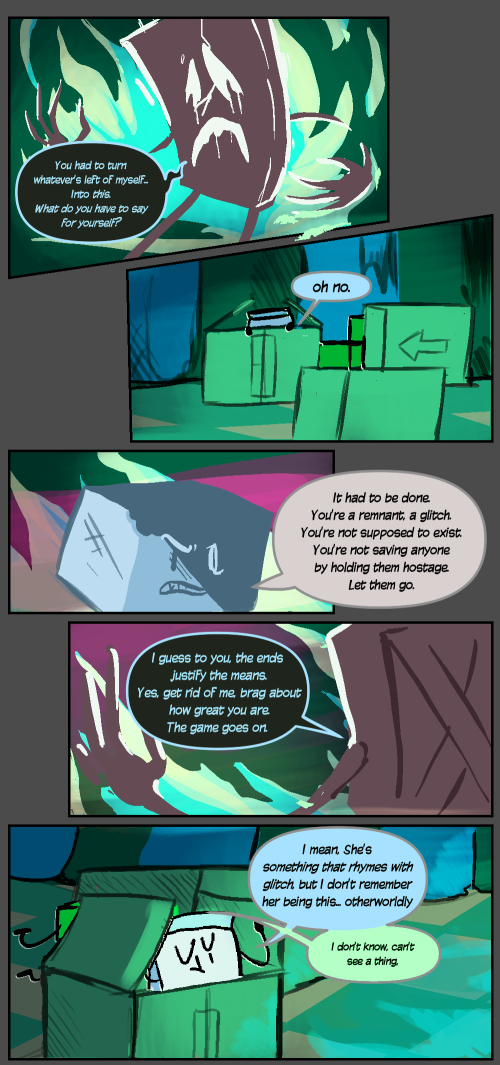 You had to turn
whatever's left of myself...
Into this.
What do you have to say
for yourself?
oh no.
It had to be done.
You're a remnant, a glitch.
You're not supposed to exist.
You're not saving anyone
by holding them hostage.
Let them go.
I guess to you, the ends
justify the means.
Yes, get rid of me, brag about
how great you are.
The game goes on.
I mean, She's
something that rhymes with
glitch, but I don't remember
her being this... otherworldly
I don't know, can't
see a thing.